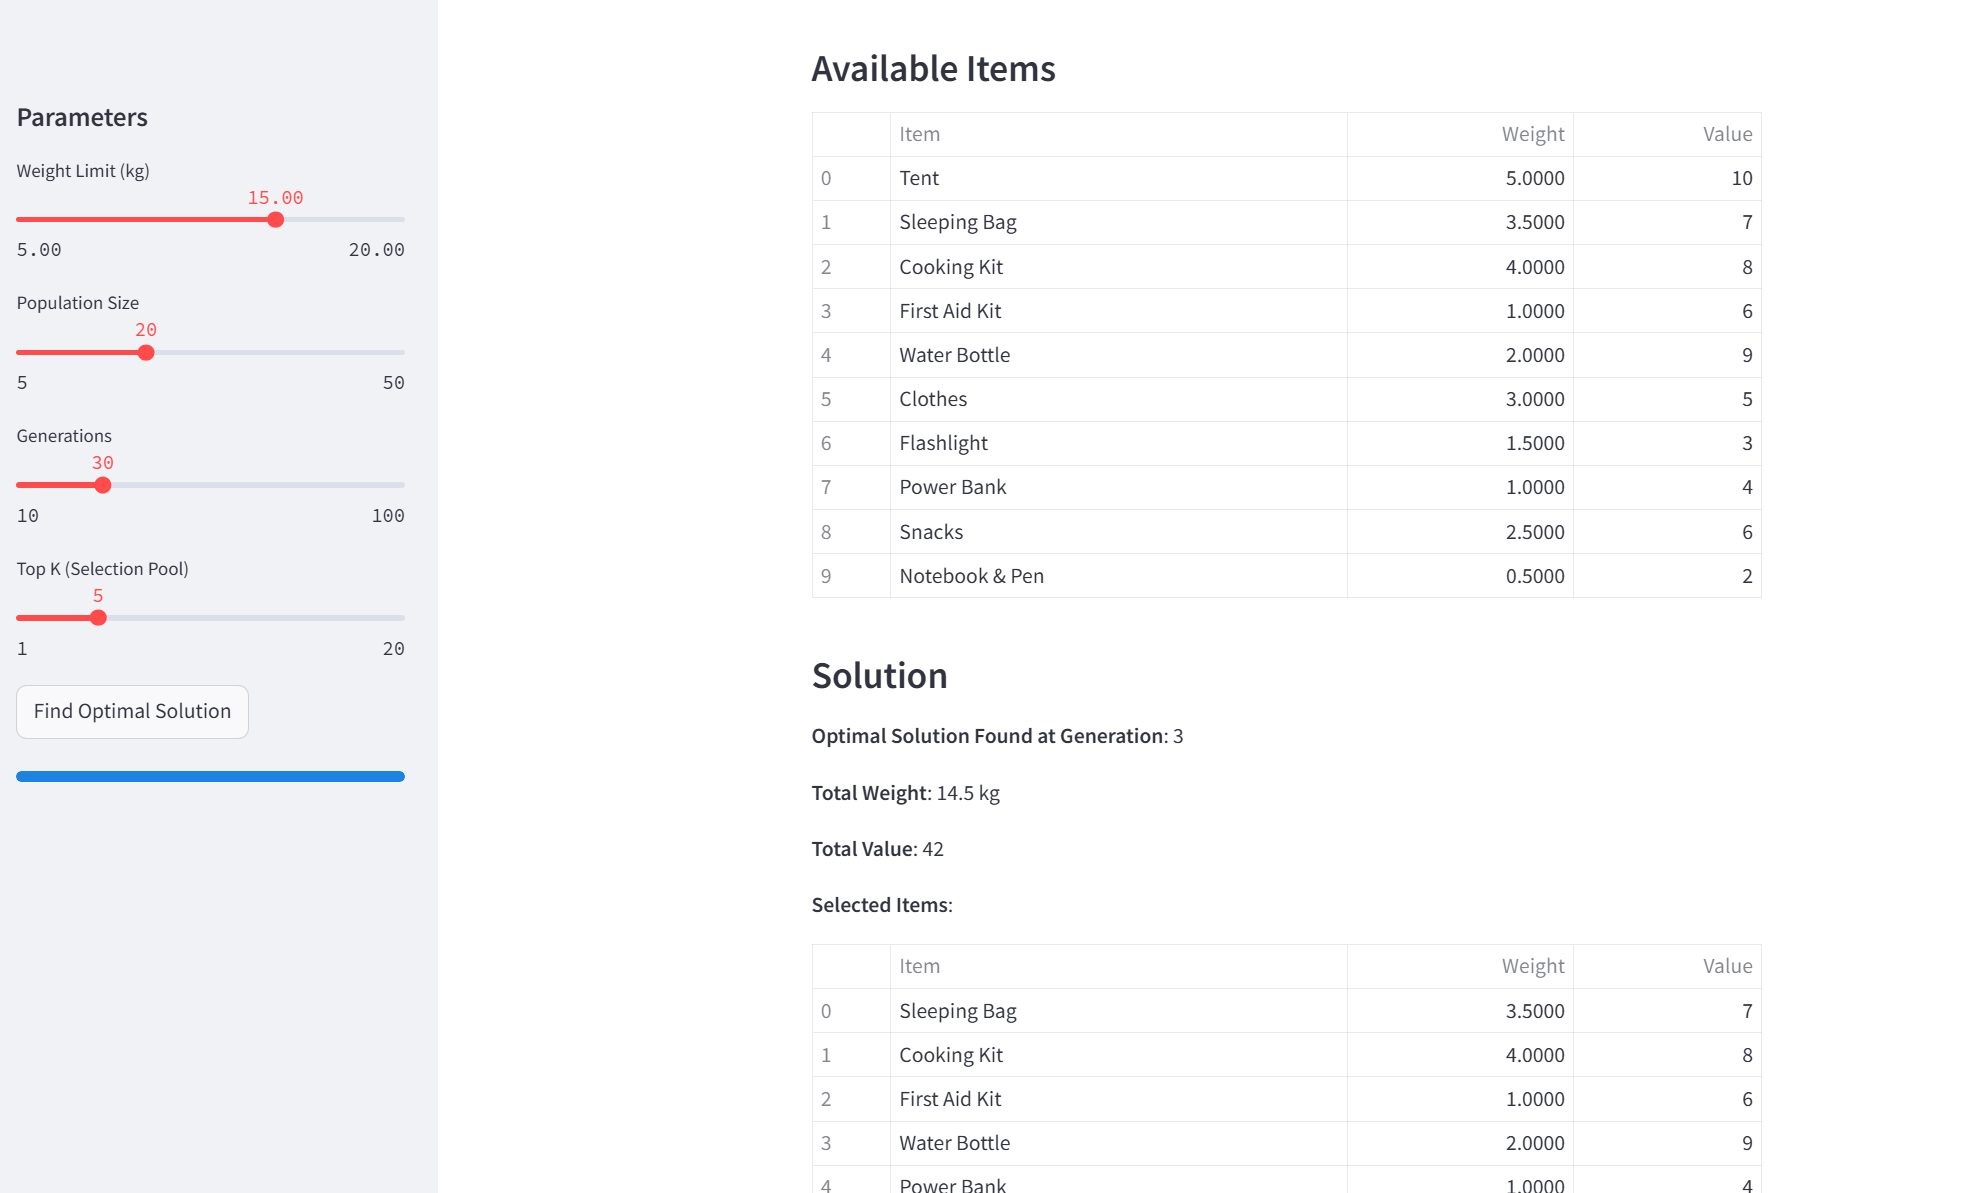 Parameters
Weight Limit (kg)
15.00
5.00 20.00
Population Size
20
5 50
Generations
30
10 100
Top K (Selection Pool)
5
1 20
Find Optimal Solution
Available Items
Item Weight Value
0 Tent 5.0000 10
1 Sleeping Bag 3.5000 7
2 Cooking Kit 4.0000 8
3 First Aid Kit 1.0000 6
4 Water Bottle 2.0000 9
5 Clothes 3.0000 5
6 Flashlight 1.5000 3
7 Power Bank 1.0000 4
8 Snacks 2.5000 6
9 Notebook & Pen 0.5000 2
Solution
Optimal Solution Found at Generation: 3
Total Weight: 14.5 kg
Total Value: 42
Selected Items:
Item Weight Value
0 Sleeping Bag 3.5000 7
1 Cooking Kit 4.0000 8
2 First Aid Kit 1.0000 6
3 Water Bottle 2.0000 9
4 Power Bank 1.0000 4